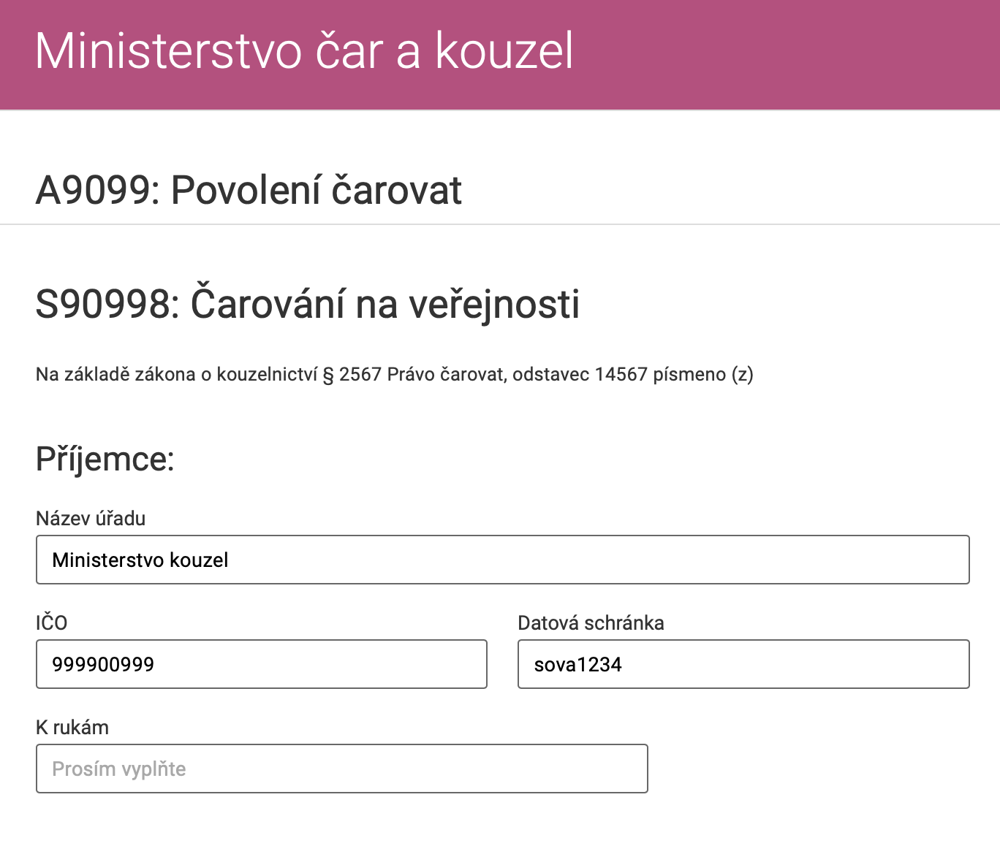 Ministerstvo čar a kouzel
A9099: Povolení čarovat
S90998: Čarování na veřejnosti
Na základě zákona o kouzelnictví § 2567 Právo čarovat, odstavec 14567 písmeno (z)
Příjemce:
Název úřadu
Ministerstvo kouzel
IČO
Datová schránka
999900999
sova1234
K rukám
Prosím vyplňte